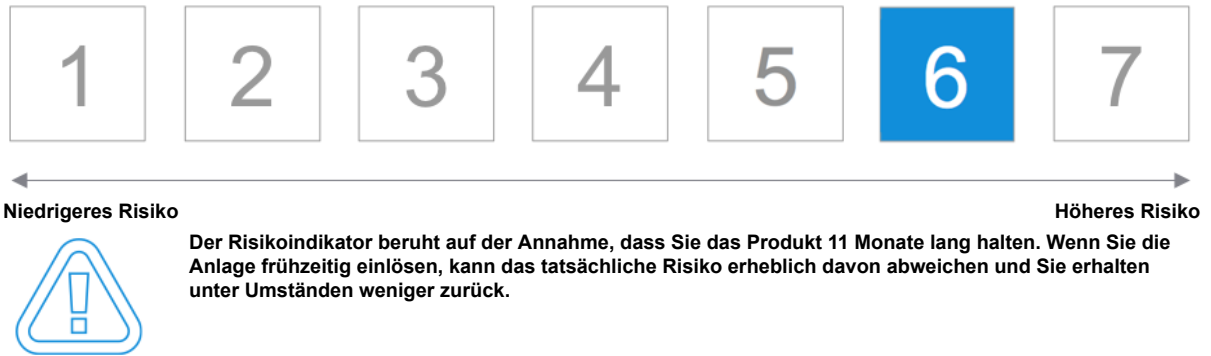 1 2 3 4 5 6 7
Niedrigeres Risiko Höheres Risiko
Der Risikoindikator beruht auf der Annahme, dass Sie das Produkt 11 Monate lang halten. Wenn Sie die
Anlage frühzeitig einlösen, kann das tatsächliche Risiko erheblich davon abweichen und Sie erhalten
unter Umständen weniger zurück.